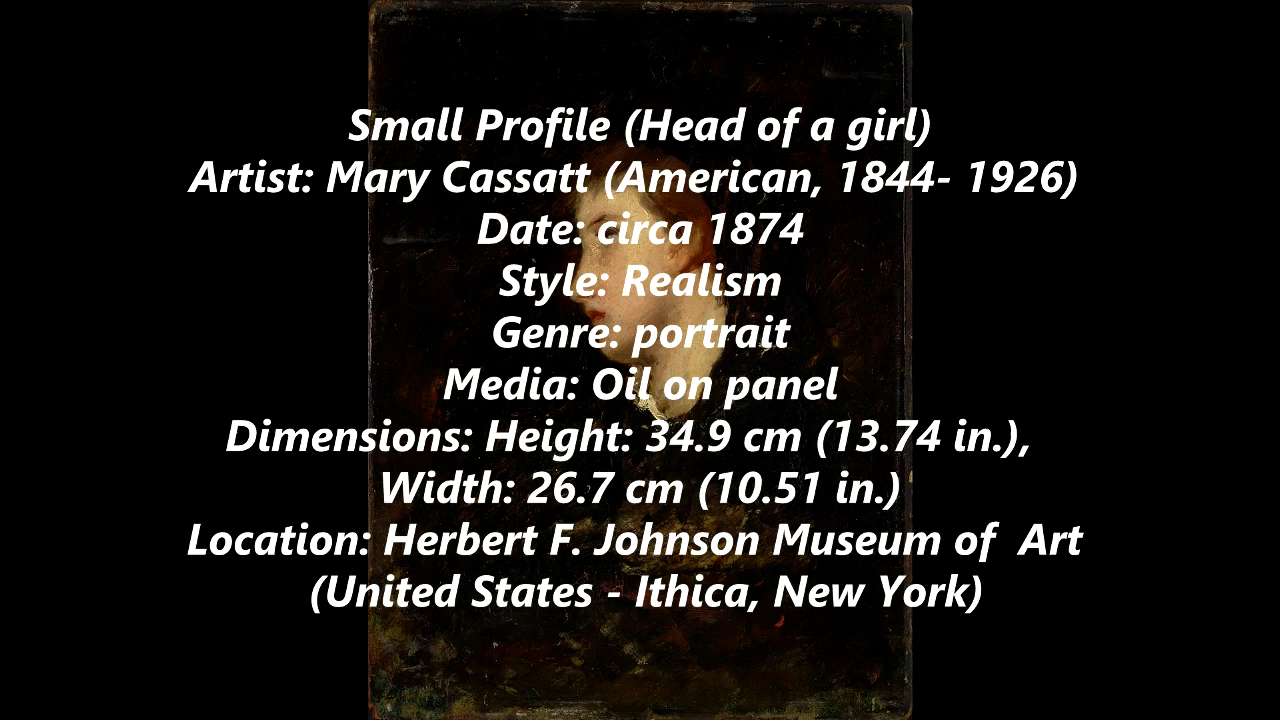 Small Profile (Head of a girl)
Artist: Mary Cassatt (American, 1844- 1926)
Date: circa 1874
Style: Realism
Genre: portrait
Media: Oil on panel
Dimensions: Height: 34.9 cm (13.74 in.),
Width: 26.7 cm (10.51 in.)
Location: Herbert F. Johnson Museum of  Art
(United States - Ithica, New York)